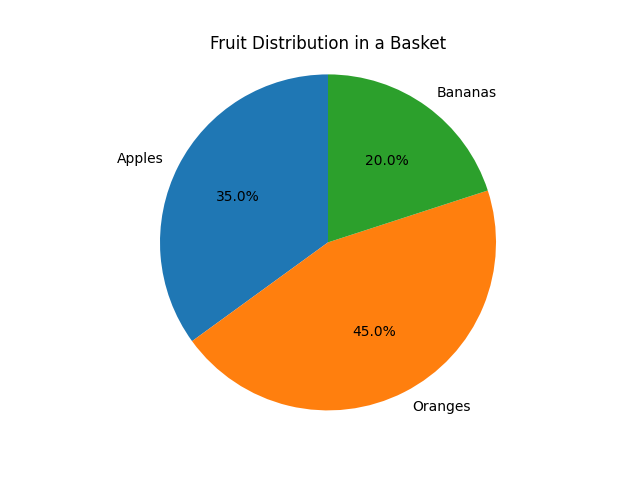 Fruit Distribution in a Basket
Bananas
Apples
20.0%
35.0%
45.0%
Oranges